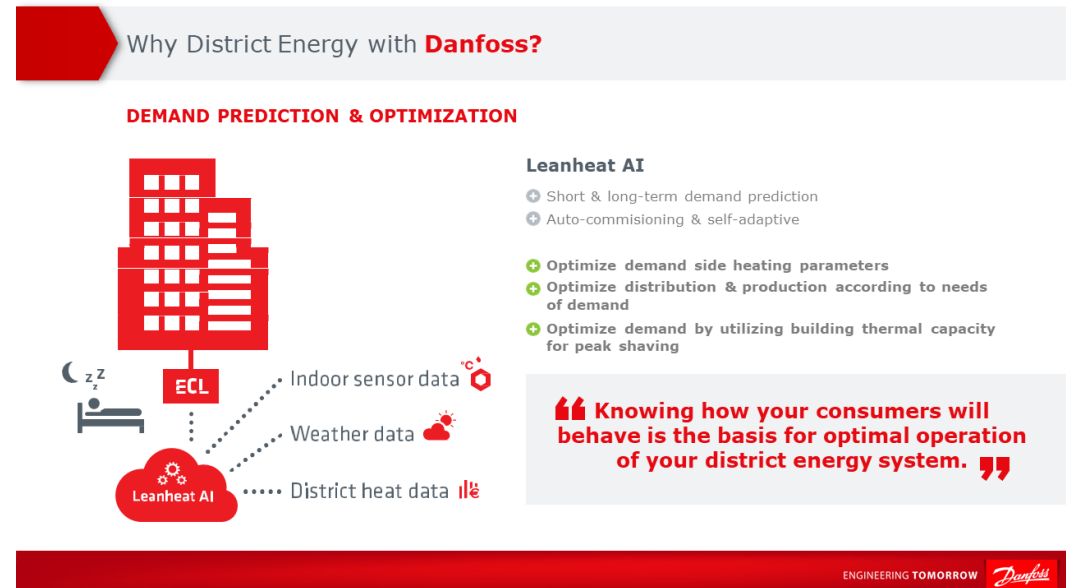 Why District Energy with Danfoss?
DEMAND PREDICTION & OPTIMIZATION
Leanheat AI
Short & long-term demand prediction
Auto-commisioning & self-adaptive
Optimize demand side heating parameters
Optimize distribution & production according to needs
of demand
Optimize demand by utilizing building thermal capacity
for peak shaving
z z z
ECL
Indoor sensor data °C
Weather data
District heat data €
Leanheat AI
❝ Knowing how your consumers will
behave is the basis for optimal operation
of your district energy system. ❞
ENGINEERING TOMORROW
Danfoss